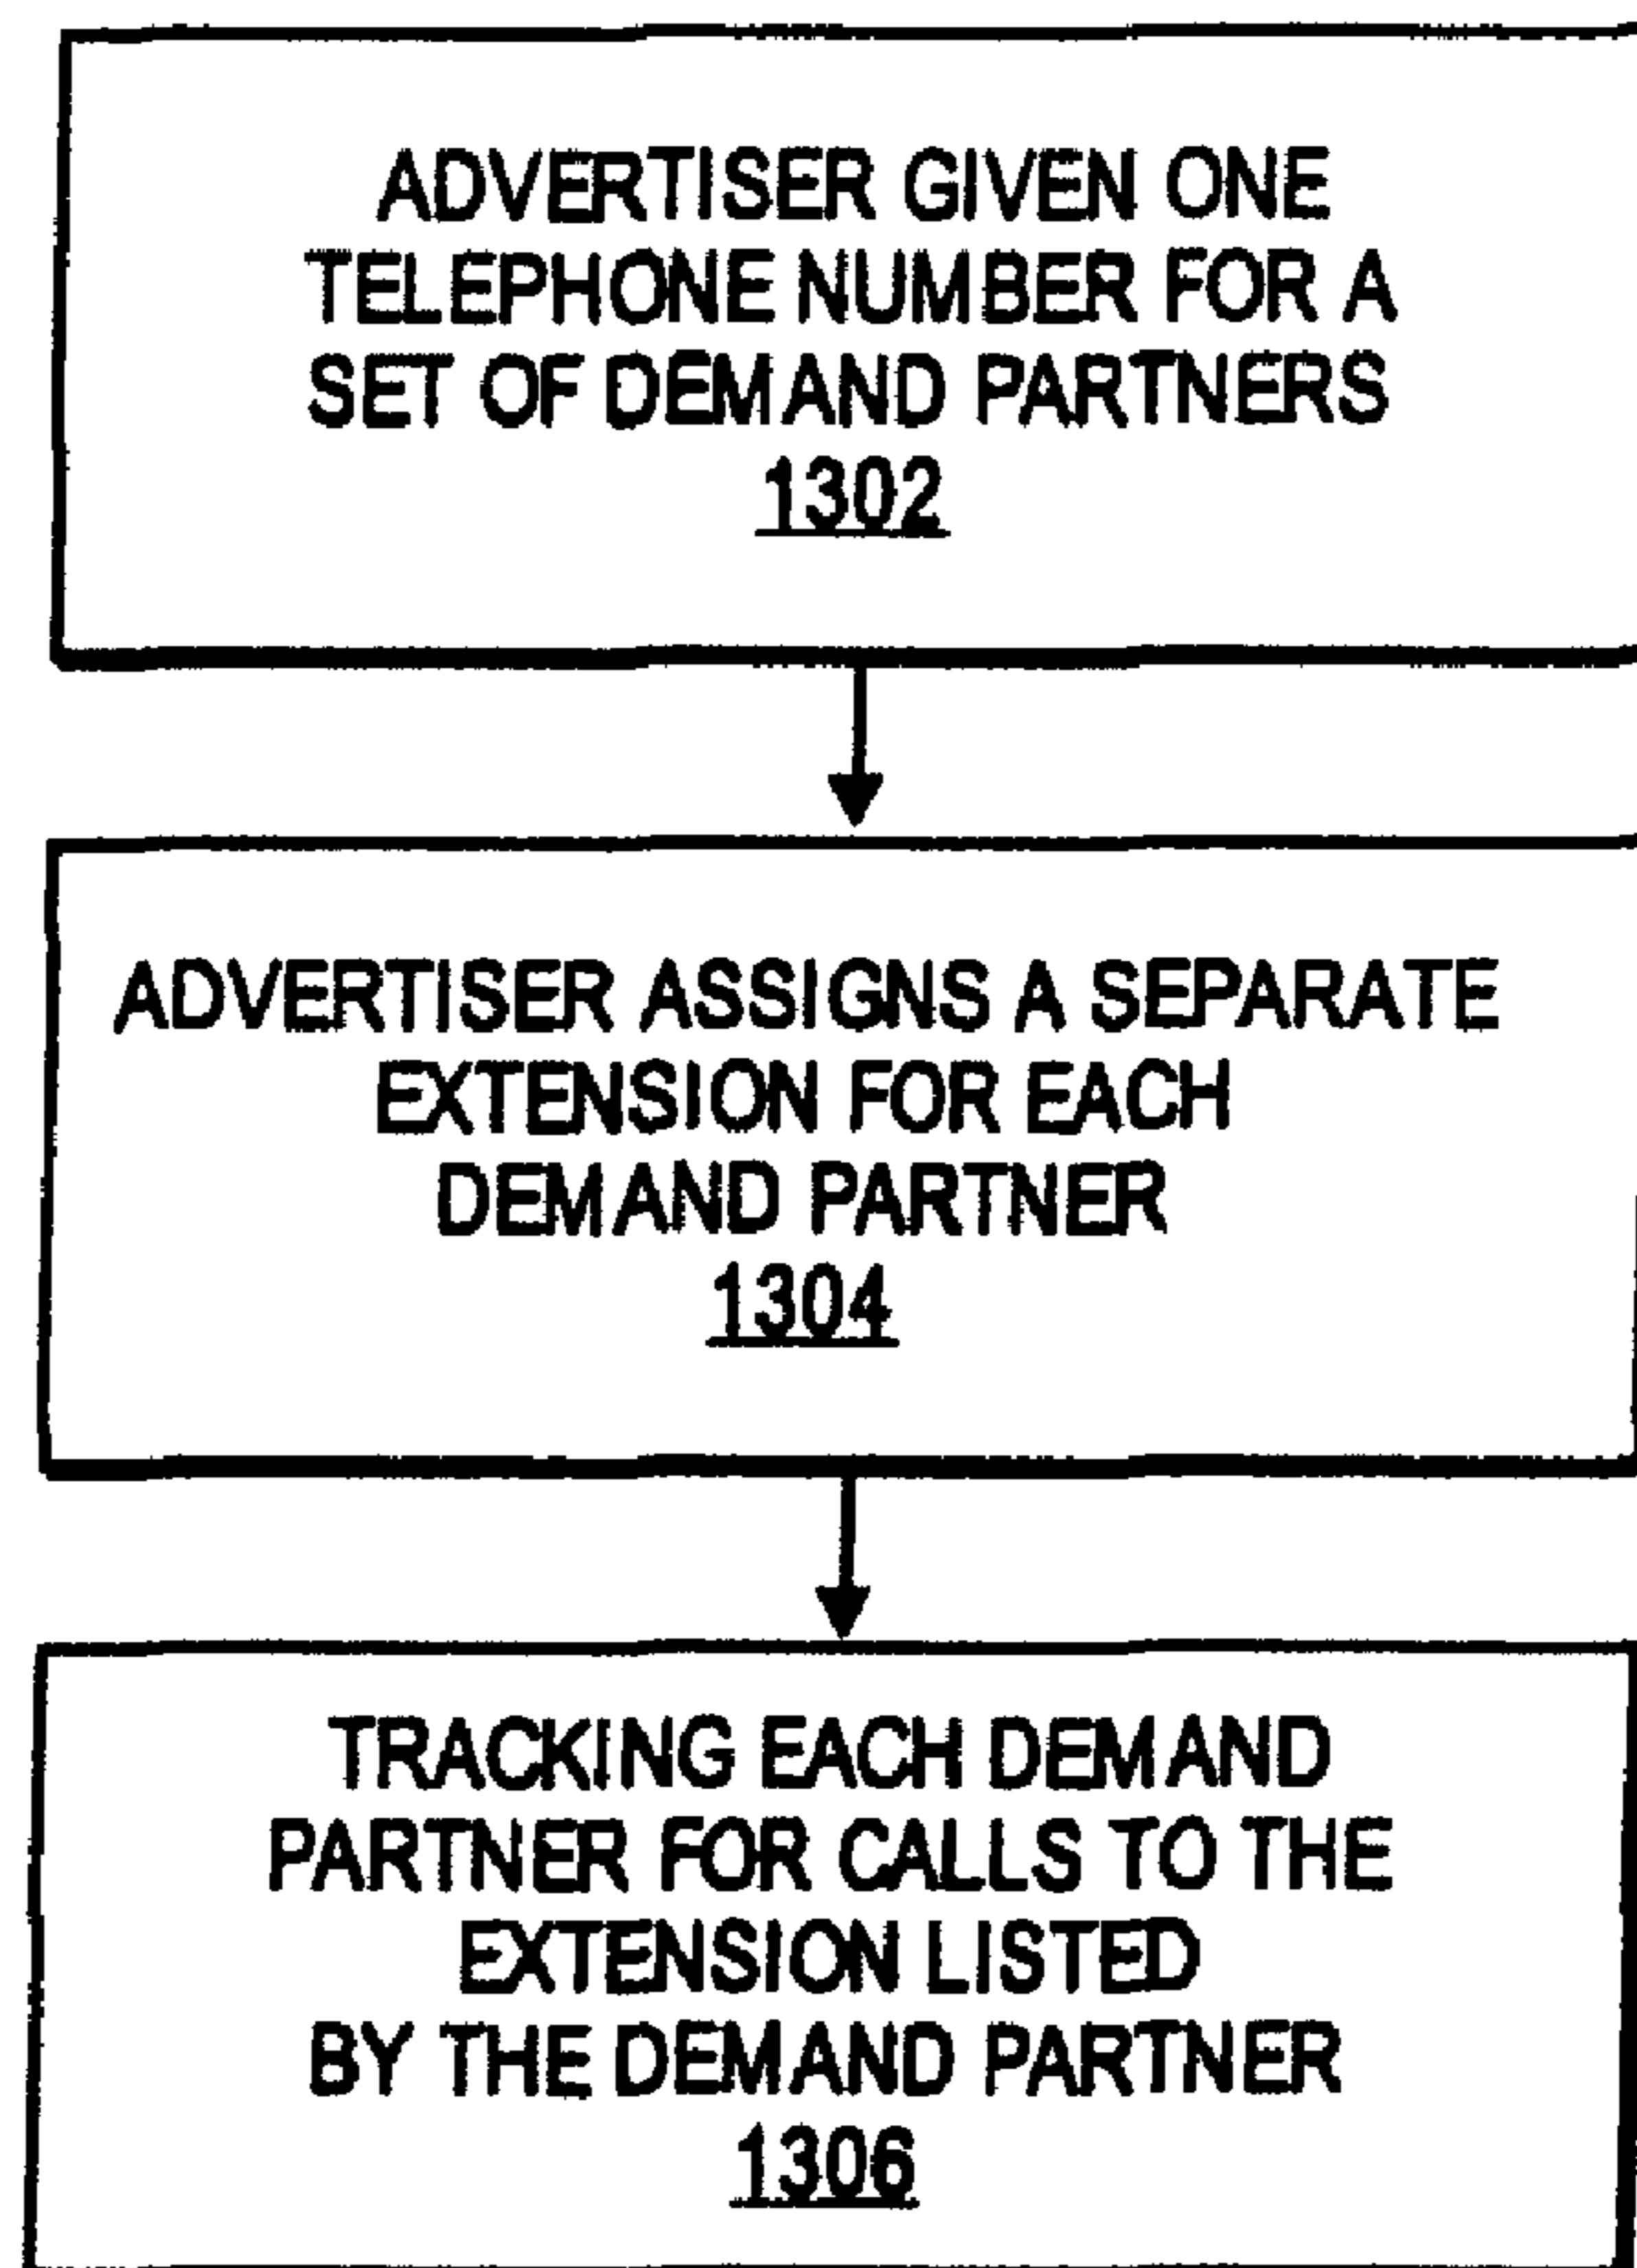 ADVERTISER GIVEN ONE
TELEPHONE NUMBER FOR A
SET OF DEMAND PARTNERS
1302
ADVERTISER ASSIGNS A SEPARATE
EXTENSION FOR EACH
DEMAND PARTNER
1304
TRACKING EACH DEMAND
PARTNER FOR CALLS TO THE
EXTENSION LISTED
BY THE DEMAND PARTNER
1306